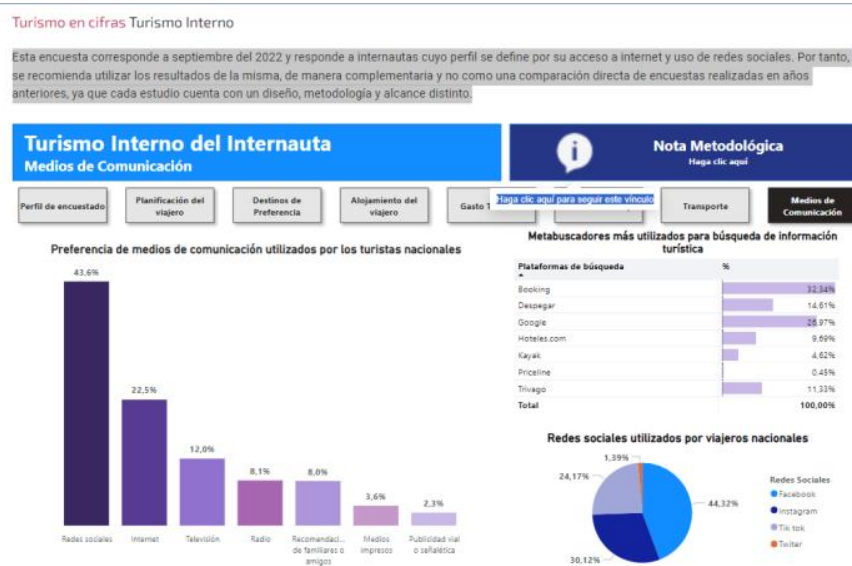 Turismo en cifras Turismo Interno
Esta encuesta corresponde a septiembre del 2022 y responde a internautas cuyo perfil se define por su acceso a internet y uso de redes sociales. Por tanto,
se recomienda utilizar los resultados de la misma, de manera complementaria y no como una comparación directa de encuestas realizadas en años
anteriores, ya que cada estudio cuenta con un diseño, metodología y alcance distinto.
Turismo Interno del Internauta
Medios de Comunicación
i
Nota Metodológica
Haga clic aquí
Perfil de encuestado
Planificación del
viajero
Destinos de
Preferencia
Alojamiento del
viajero
Gasto
Haga clic aquí para seguir este vínculo
Transporte
Medios de
Comunicación
Preferencia de medios de comunicación utilizados por los turistas nacionales
43,6%
22,5%
12,0%
8,1%
8,0%
3,6%
2,3%
Redes sociales
Internet
Televisión
Radio
Recomendaci...
de familiares o
amigos
Medios
impresos
Publicidad vial
o señalética
Metabuscadores más utilizados para búsqueda de información
turística
Plataformas de búsqueda %
Booking 32,34%
Despegar 14,61%
Google 26,97%
Hoteles.com 9,69%
Kayak 4,62%
Priceline 0,45%
Trivago 11,33%
Total 100,00%
Redes sociales utilizados por viajeros nacionales
1,39%
24,17%
44,32%
30,12%
Redes Sociales
Facebook
Instagram
Tik tok
Twiter